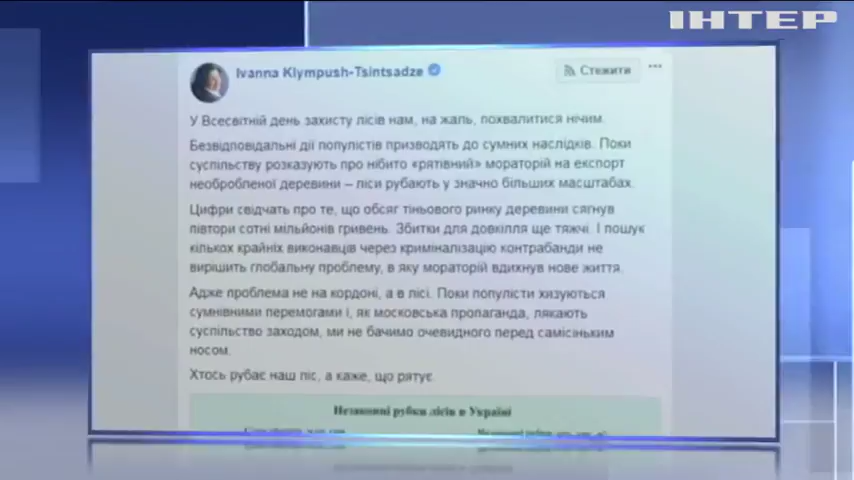 ІНТЕР
Ivanna Klympush-Tsintsadze
Стежити
У Всесвітній день захисту лісів нам, на жаль, похвалитися нічим.
Безвідповідальні дії популістів призводять до сумних наслідків. Поки
суспільству розказують про нібито «рятівний» мораторій на експорт
необробленої деревини – ліси рубають у значно більших масштабах.
Цифри свідчать про те, що обсяг тіньового ринку деревини сягнув
півтори сотні мільйонів гривень. Збитки для довкілля ще тяжчі. І пошук
кількох крайніх виконавців через криміналізацію контрабанди не
вирішить глобальну проблему, в яку мораторій вдихнув нове життя.
Адже проблема не на кордоні, а в лісі. Поки популісти хизуються
сумнівними перемогами і, як московська пропаганда, лякають
суспільство заходом, ми не бачимо очевидного перед самісіньким
носом.
Хтось рубає наш ліс, а каже, що рятує.
Незаконні рубки лісів в Україні